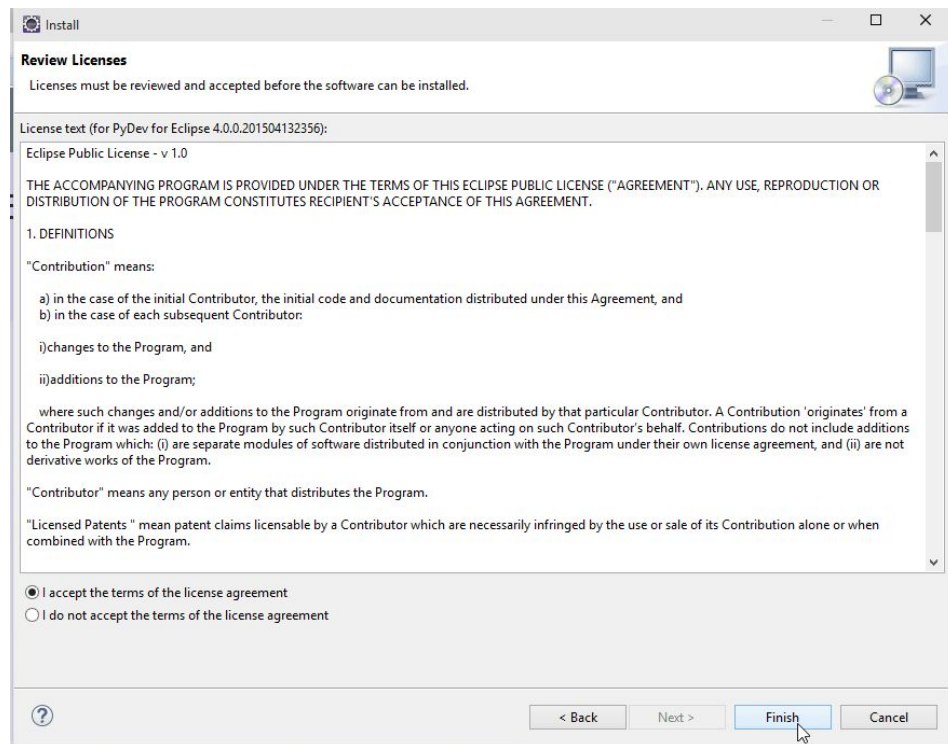 Install
Review Licenses
Licenses must be reviewed and accepted before the software can be installed.
License text (for PyDev for Eclipse 4.0.0.201504132356):
Eclipse Public License - v 1.0
THE ACCOMPANYING PROGRAM IS PROVIDED UNDER THE TERMS OF THIS ECLIPSE PUBLIC LICENSE ("AGREEMENT"). ANY USE, REPRODUCTION OR
DISTRIBUTION OF THE PROGRAM CONSTITUTES RECIPIENT'S ACCEPTANCE OF THIS AGREEMENT.
1. DEFINITIONS
"Contribution" means:
a) in the case of the initial Contributor, the initial code and documentation distributed under this Agreement, and
b) in the case of each subsequent Contributor:
i)changes to the Program, and
ii)additions to the Program;
where such changes and/or additions to the Program originate from and are distributed by that particular Contributor. A Contribution 'originates' from a
Contributor if it was added to the Program by such Contributor itself or anyone acting on such Contributor's behalf. Contributions do not include additions
to the Program which: (i) are separate modules of software distributed in conjunction with the Program under their own license agreement, and (ii) are not
derivative works of the Program.
"Contributor" means any person or entity that distributes the Program.
"Licensed Patents " mean patent claims licensable by a Contributor which are necessarily infringed by the use or sale of its Contribution alone or when
combined with the Program.
I accept the terms of the license agreement
I do not accept the terms of the license agreement
? < Back Next > Finish Cancel